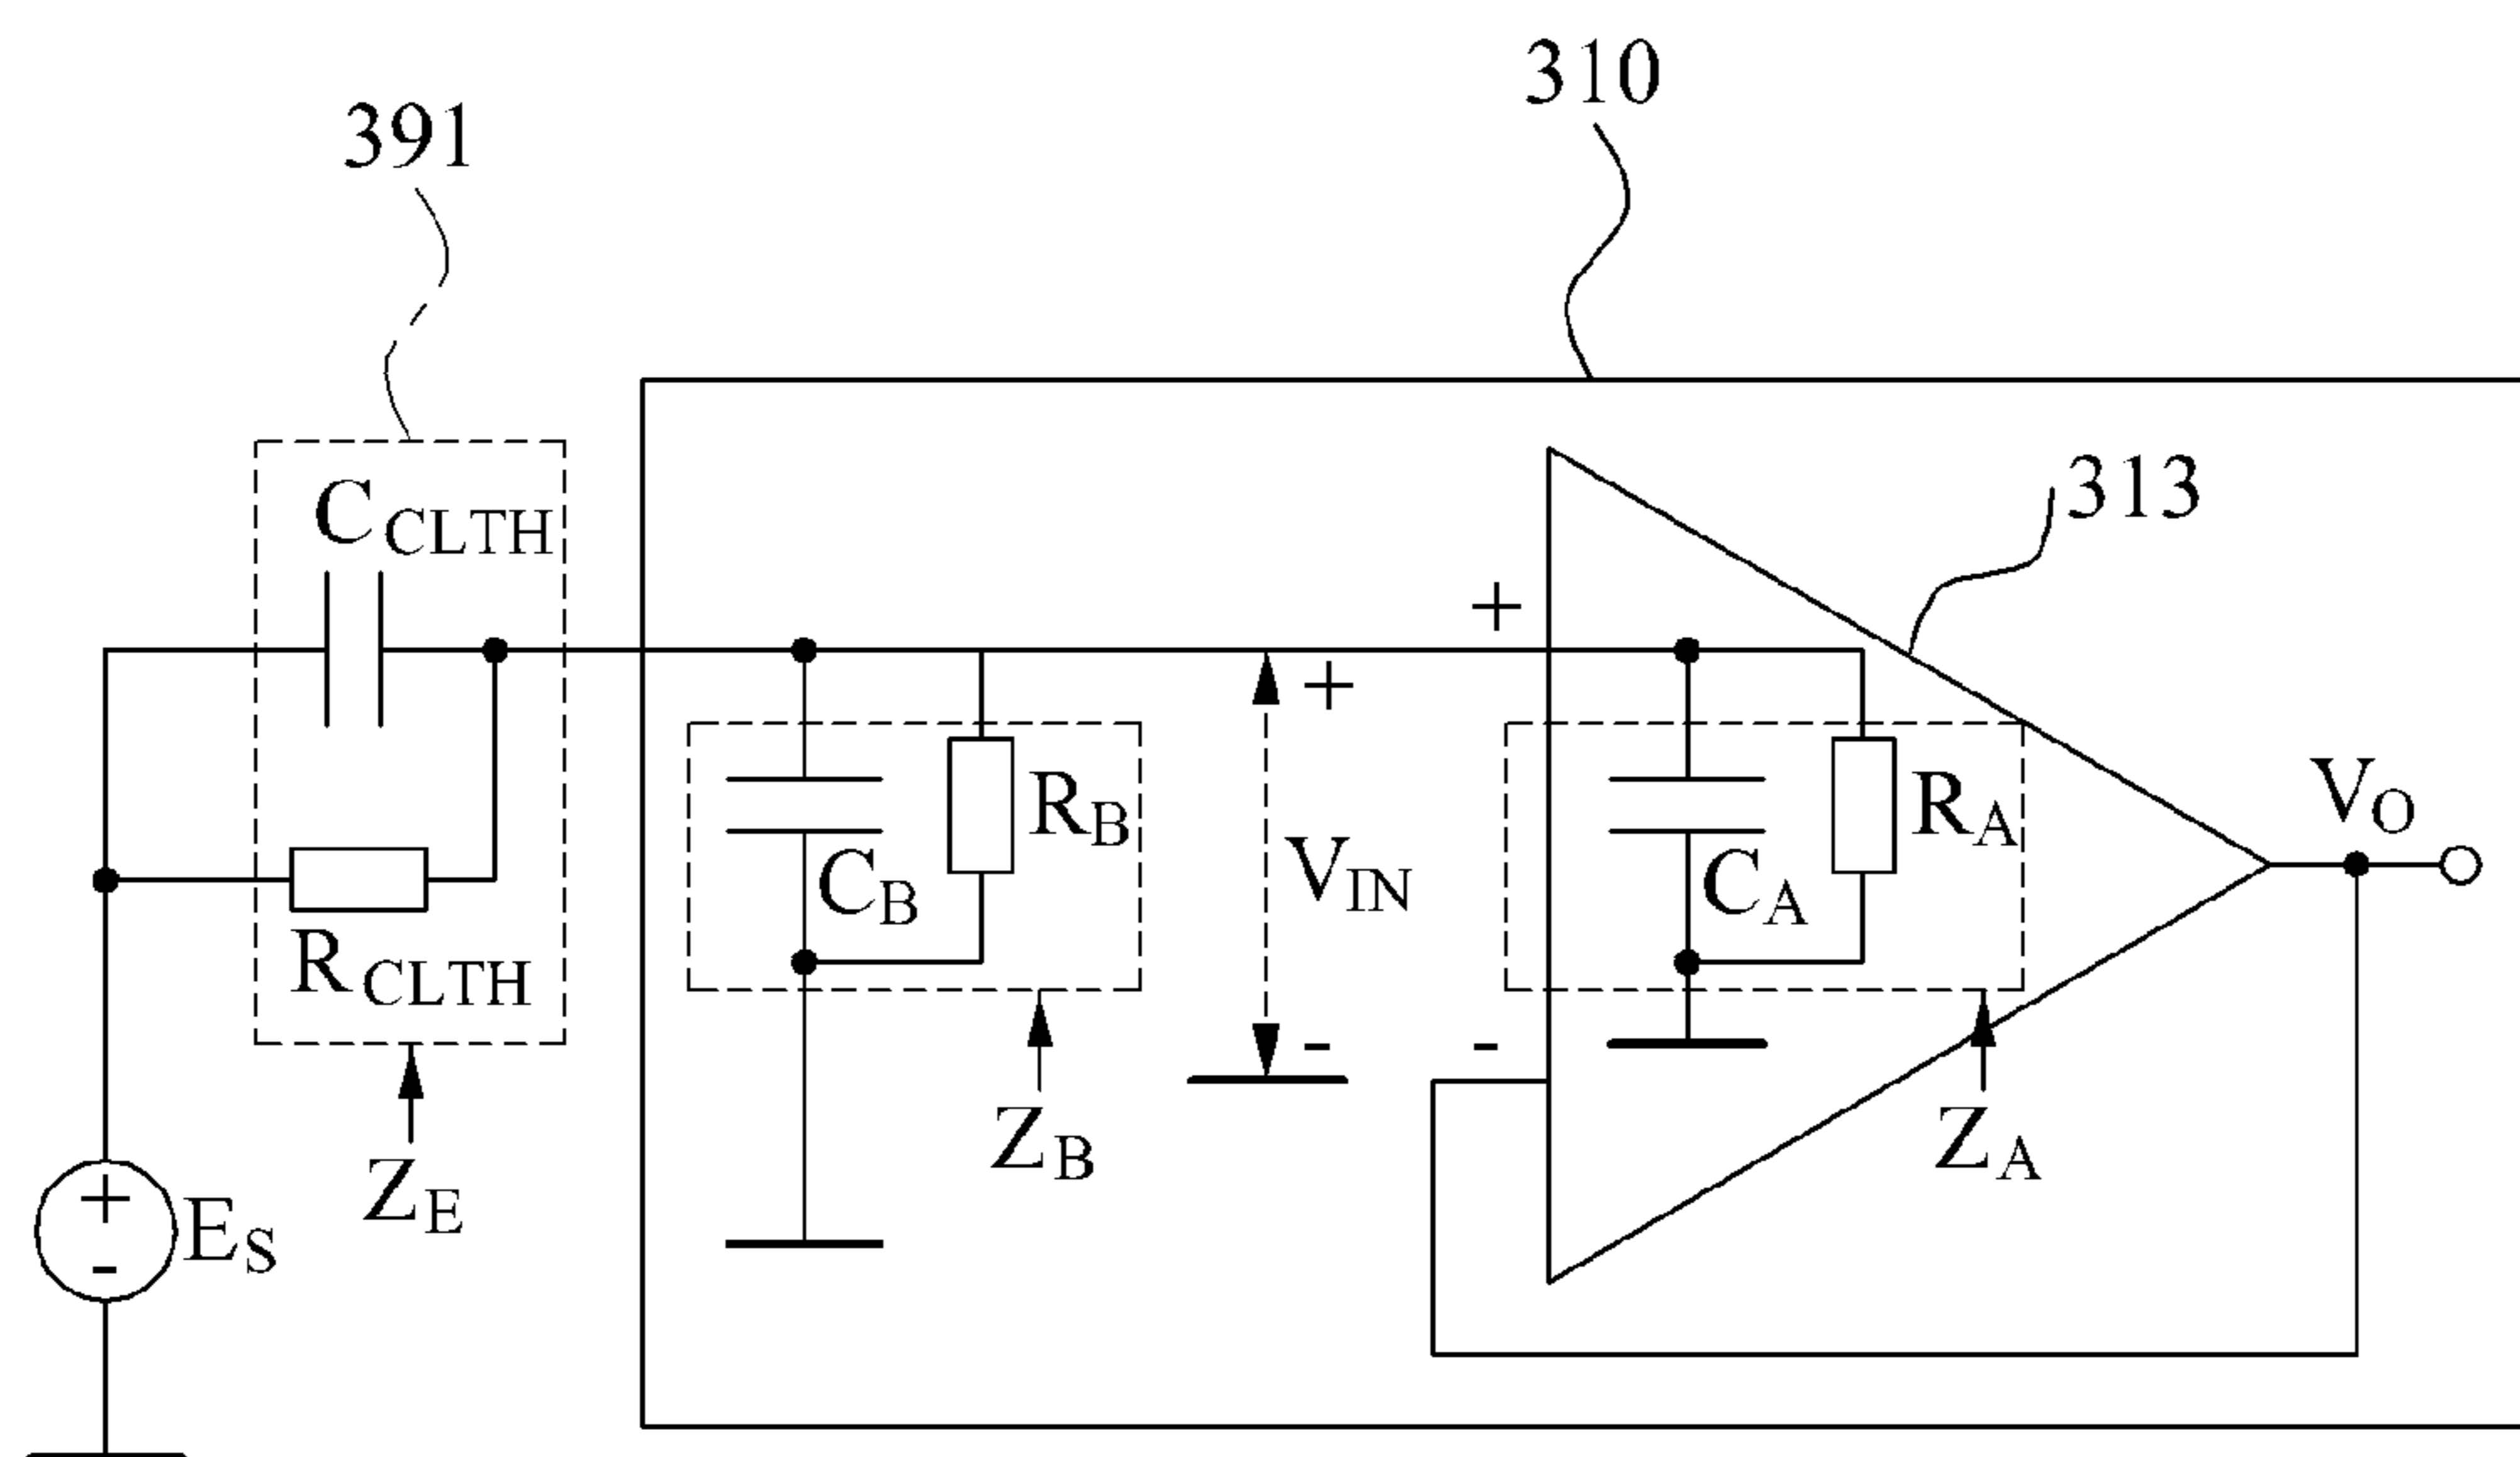 310
391
313
C_CLTH
+
+
R_B
R_A
V_O
C_B
V_IN
C_A
R_CLTH
-
-
Z_B
Z_A
Z_E
+
E_S
-